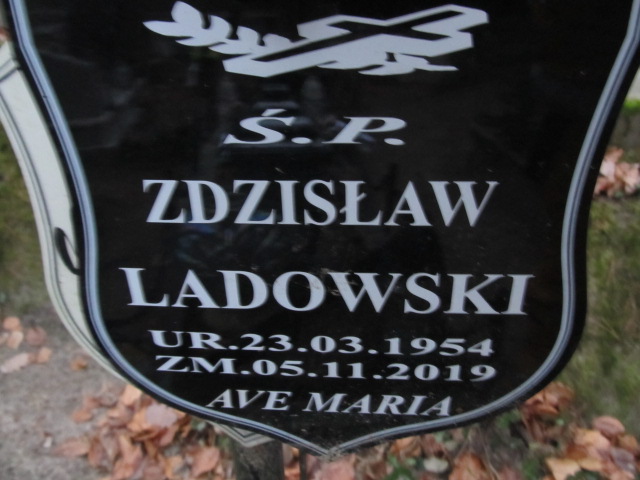 Ś.P.
ZDZISŁAW
LADOWSKI
UR.23.03.1954
ZM.05.11.2019
AVE MARIA